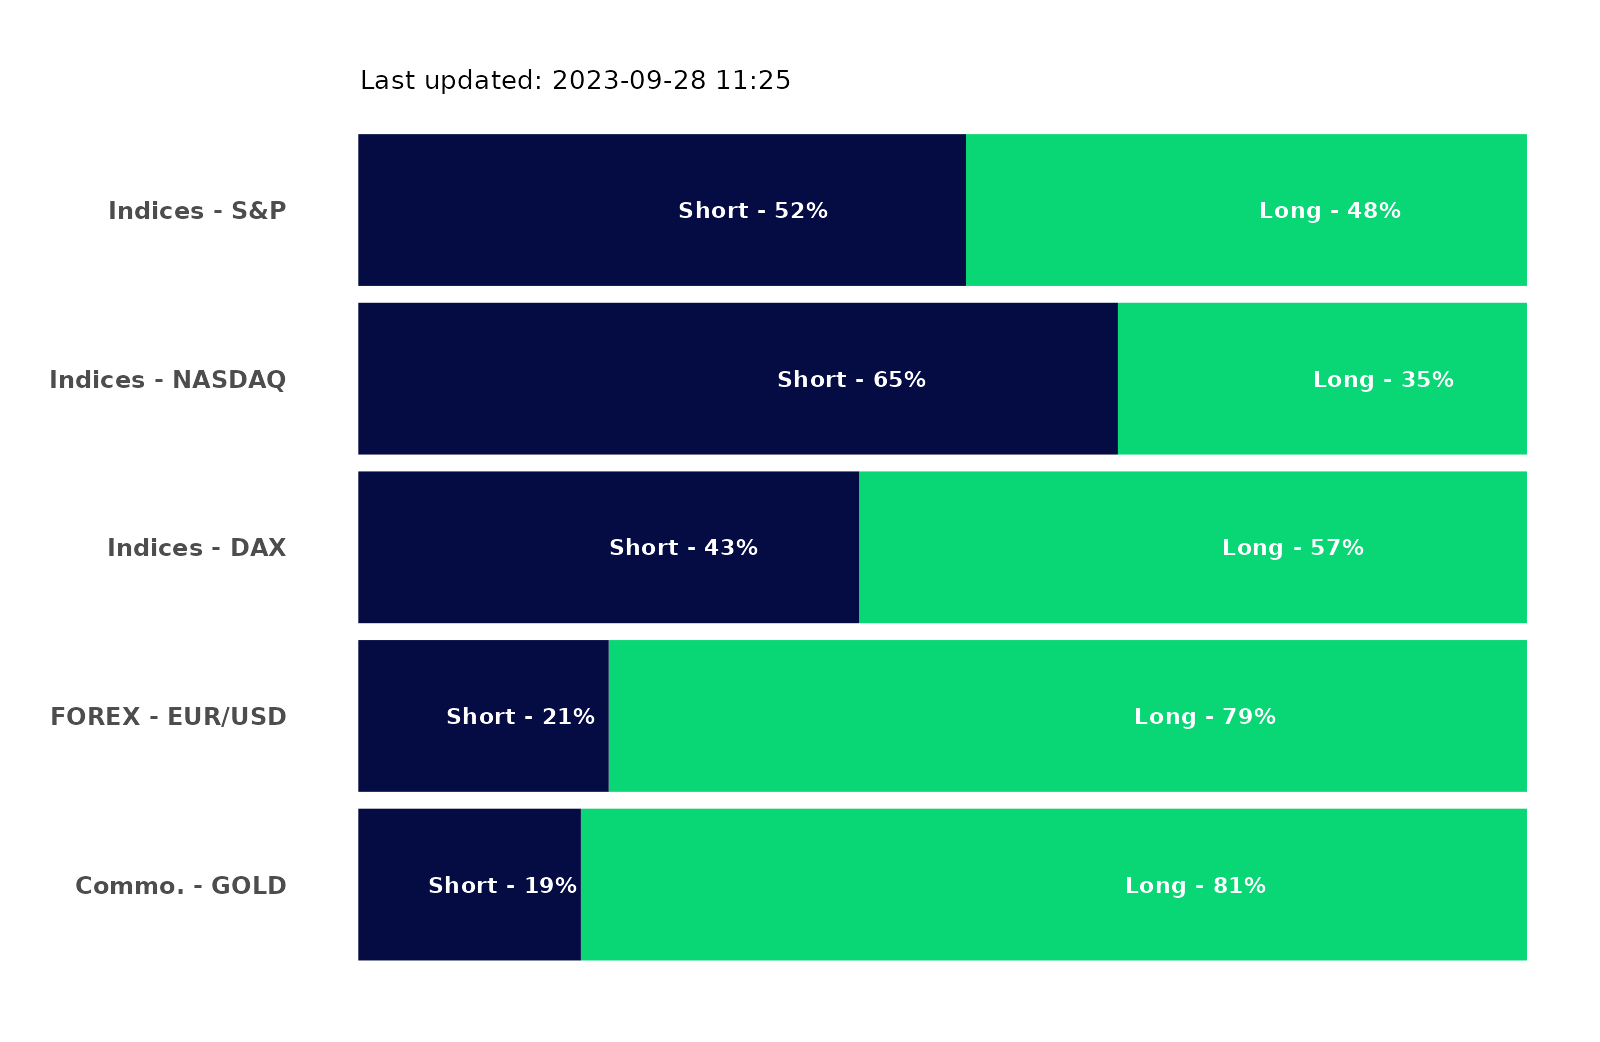 Last updated: 2023-09-28 11:25
Indices - S&P Short - 52% Long - 48%
Indices - NASDAQ Short - 65% Long - 35%
Indices - DAX Short - 43% Long - 57%
FOREX - EUR/USD Short - 21% Long - 79%
Commo. - GOLD Short - 19% Long - 81%